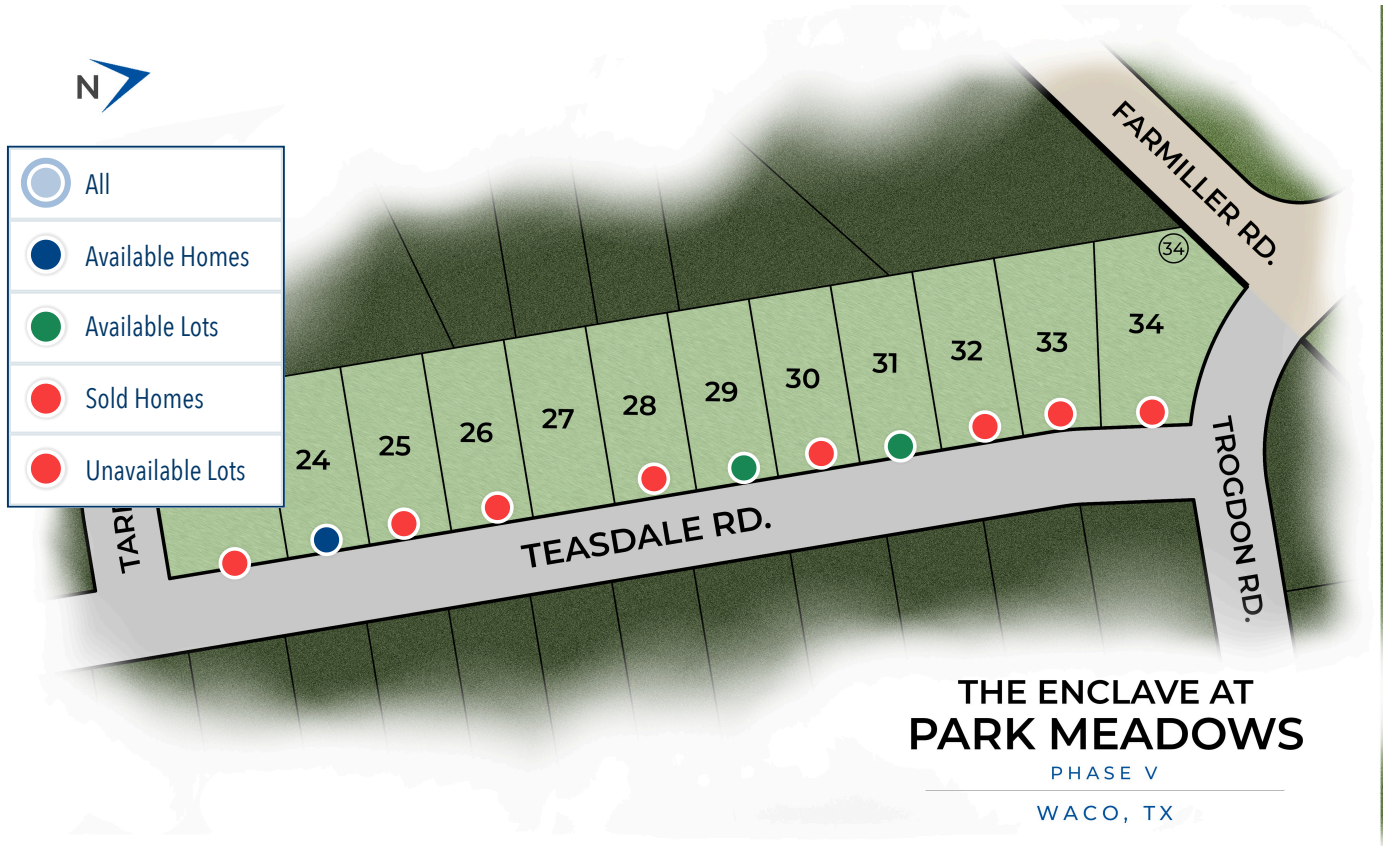 N
All
Available Homes
Available Lots
Sold Homes
Unavailable Lots
FARMILLER RD.
34
34
33
32
31
30
29
28
27
26
25
24
TEASDALE RD.
TROGDON RD.
THE ENCLAVE AT
PARK MEADOWS
PHASE V
WACO, TX